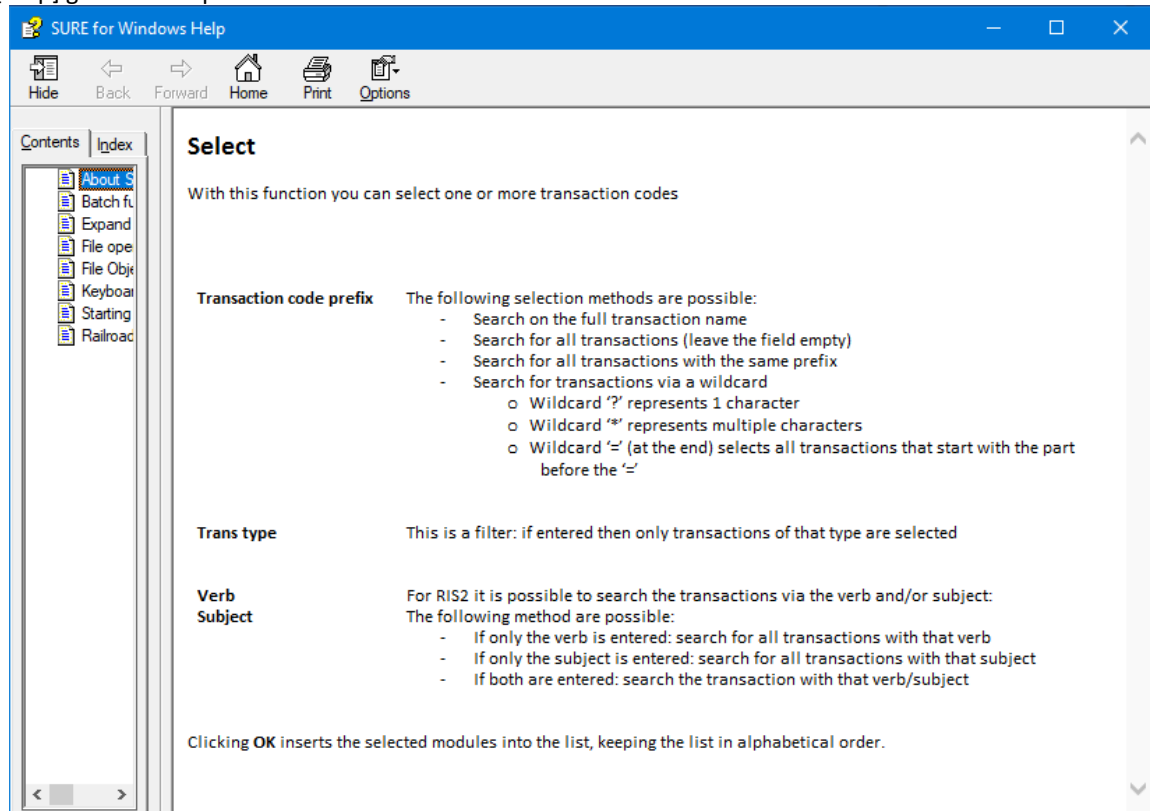 SURE for Windows Help
Hide Back Forward Home Print Options
Contents Index
About S
Batch fu
Expand
File ope
File Obje
Keyboar
Starting
Railroad
Select
With this function you can select one or more transaction codes
Transaction code prefix The following selection methods are possible:
- Search on the full transaction name
- Search for all transactions (leave the field empty)
- Search for all transactions with the same prefix
- Search for transactions via a wildcard
o Wildcard ‘?’ represents 1 character
o Wildcard ‘*’ represents multiple characters
o Wildcard ‘=’ (at the end) selects all transactions that start with the part
before the ‘=’
Trans type This is a filter: if entered then only transactions of that type are selected
Verb For RIS2 it is possible to search the transactions via the verb and/or subject:
Subject The following method are possible:
- If only the verb is entered: search for all transactions with that verb
- If only the subject is entered: search for all transactions with that subject
- If both are entered: search the transaction with that verb/subject
Clicking OK inserts the selected modules into the list, keeping the list in alphabetical order.